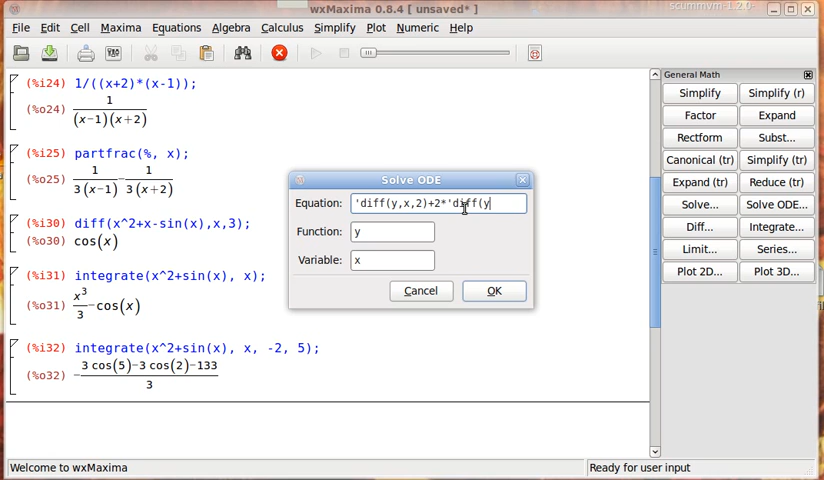 scummvm-1.2.0-
wxMaxima 0.8.4 [ unsaved* ]
File Edit Cell Maxima Equations Algebra Calculus Simplify Plot Numeric Help
General Math
Simplify Simplify (r)
Factor Expand
Rectform Subst...
Canonical (tr) Simplify (tr)
Expand (tr) Reduce (tr)
Solve... Solve ODE...
Diff... Integrate...
Limit... Series...
Plot 2D... Plot 3D...
(%i24) 1/((x+2)*(x-1));
(%o24) 1
(x−1)(x+2)
(%i25) partfrac(%, x);
(%o25) 1 − 1
3(x−1) 3(x+2)
(%i30) diff(x^2+x-sin(x),x,3);
(%o30) cos(x)
(%i31) integrate(x^2+sin(x), x);
(%o31) x³ −cos(x)
3
(%i32) integrate(x^2+sin(x), x, -2, 5);
(%o32) − 3 cos(5)−3 cos(2)−133
3
Solve ODE
Equation: 'diff(y,x,2)+2*'diff(y
Function: y
Variable: x
Cancel OK
Welcome to wxMaxima Ready for user input